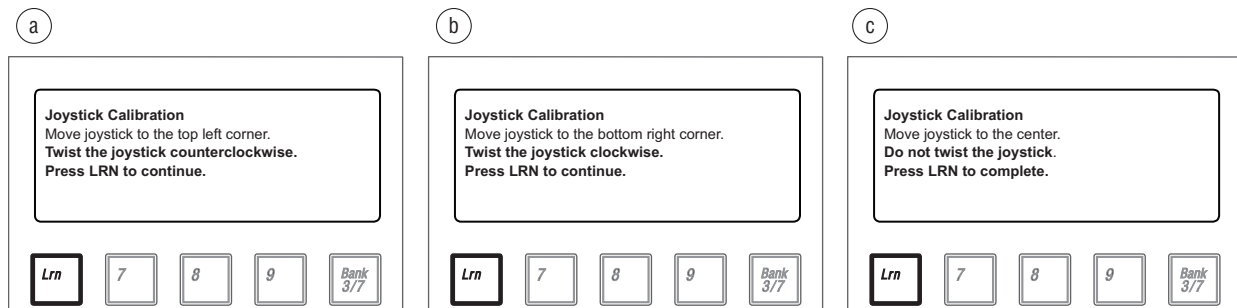 a
Joystick Calibration
Move joystick to the top left corner.
Twist the joystick counterclockwise.
Press LRN to continue.
Lrn
7
8
9
Bank
3/7
b
Joystick Calibration
Move joystick to the bottom right corner.
Twist the joystick clockwise.
Press LRN to continue.
Lrn
7
8
9
Bank
3/7
c
Joystick Calibration
Move joystick to the center.
Do not twist the joystick.
Press LRN to complete.
Lrn
7
8
9
Bank
3/7